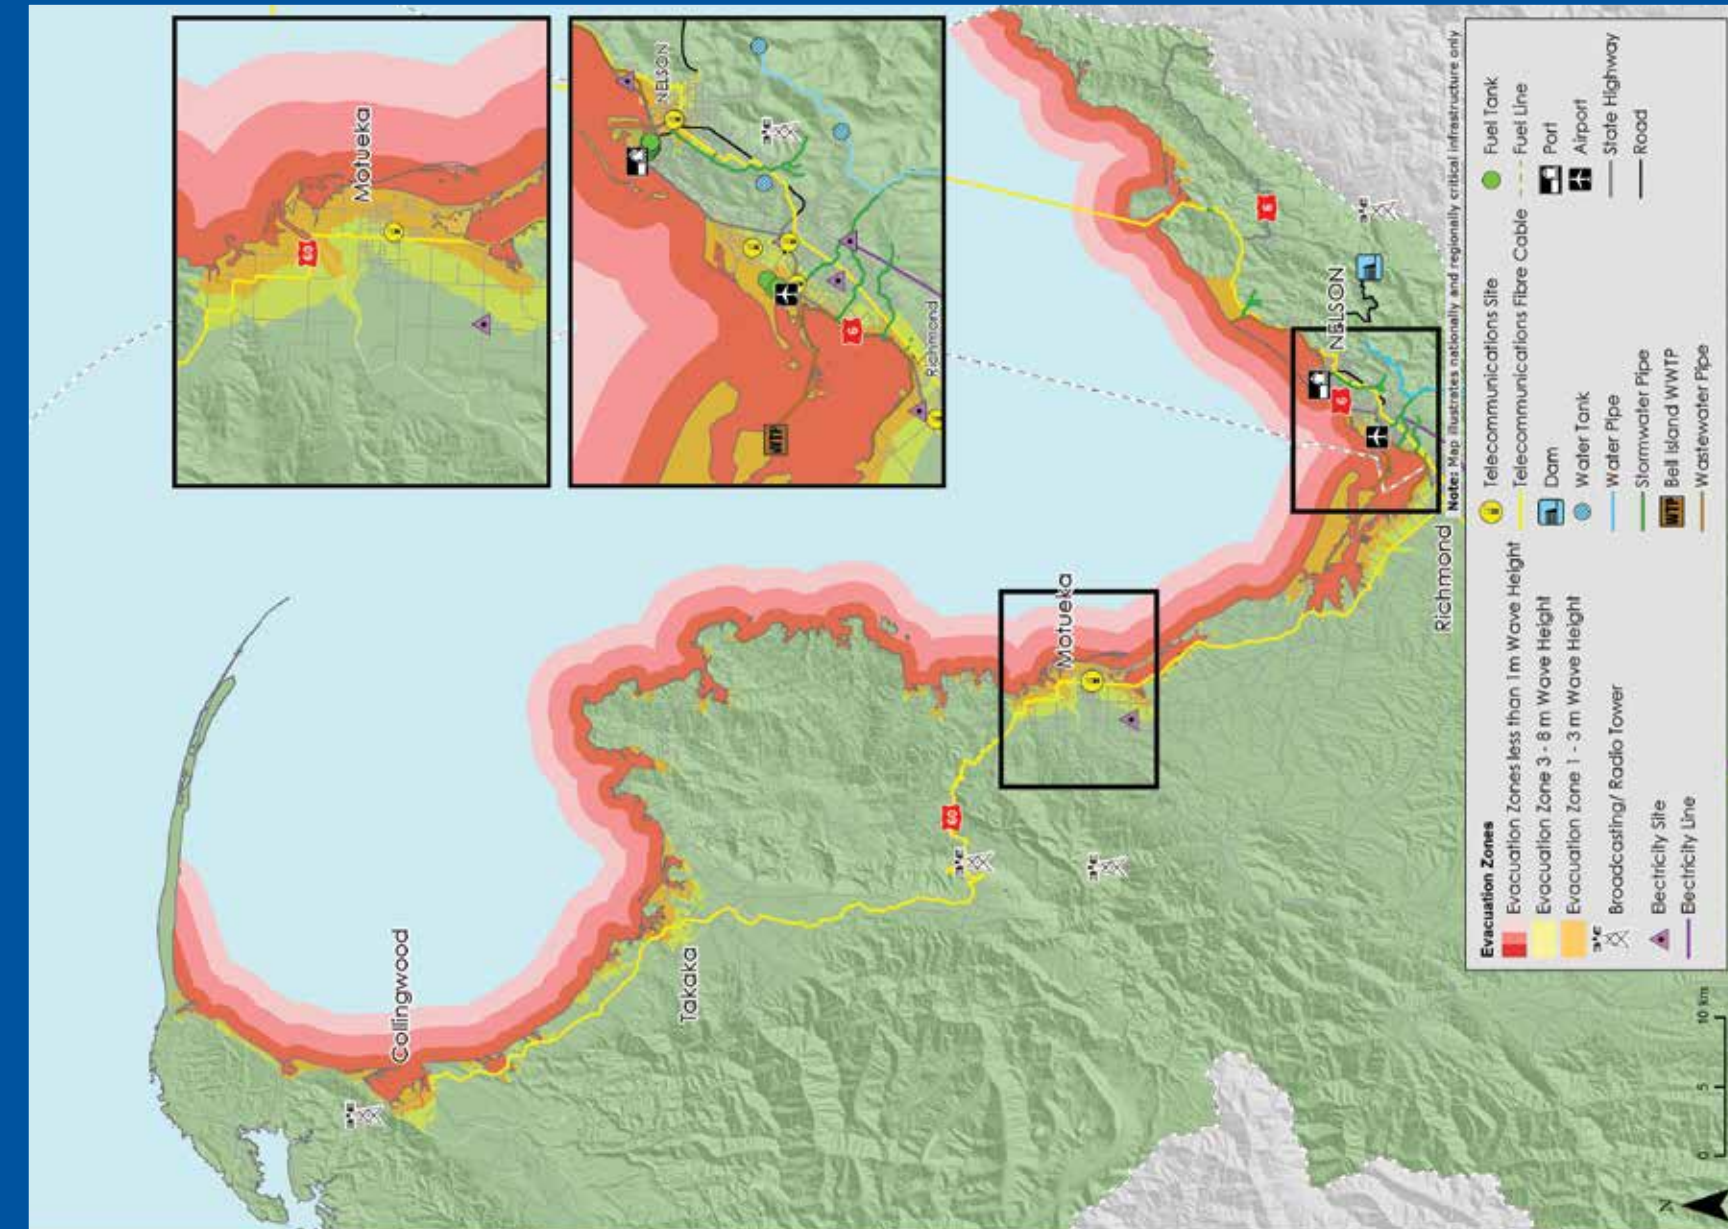 Motueka
60
NELSON
6
Richmond
WTP
Collingwood
Takaka
60
Motueka
6
NELSON
6
Richmond
Note: Map illustrates nationally and regionally critical infrastructure only
Evacuation Zones
Evacuation Zones less than 1 m Wave Height
Evacuation Zone 3 - 8 m Wave Height
Evacuation Zone 1 - 3 m Wave Height
Broadcasting/ Radio Tower
Electricity Site
Electricity Line
Telecommunications Site
Telecommunications Fibre Cable
Dam
Water Tank
Water Pipe
Stormwater Pipe
WTP
Bell Island WWTP
Wastewater Pipe
Fuel Tank
Fuel Line
Port
Airport
State Highway
Road
N
0 5 10 km